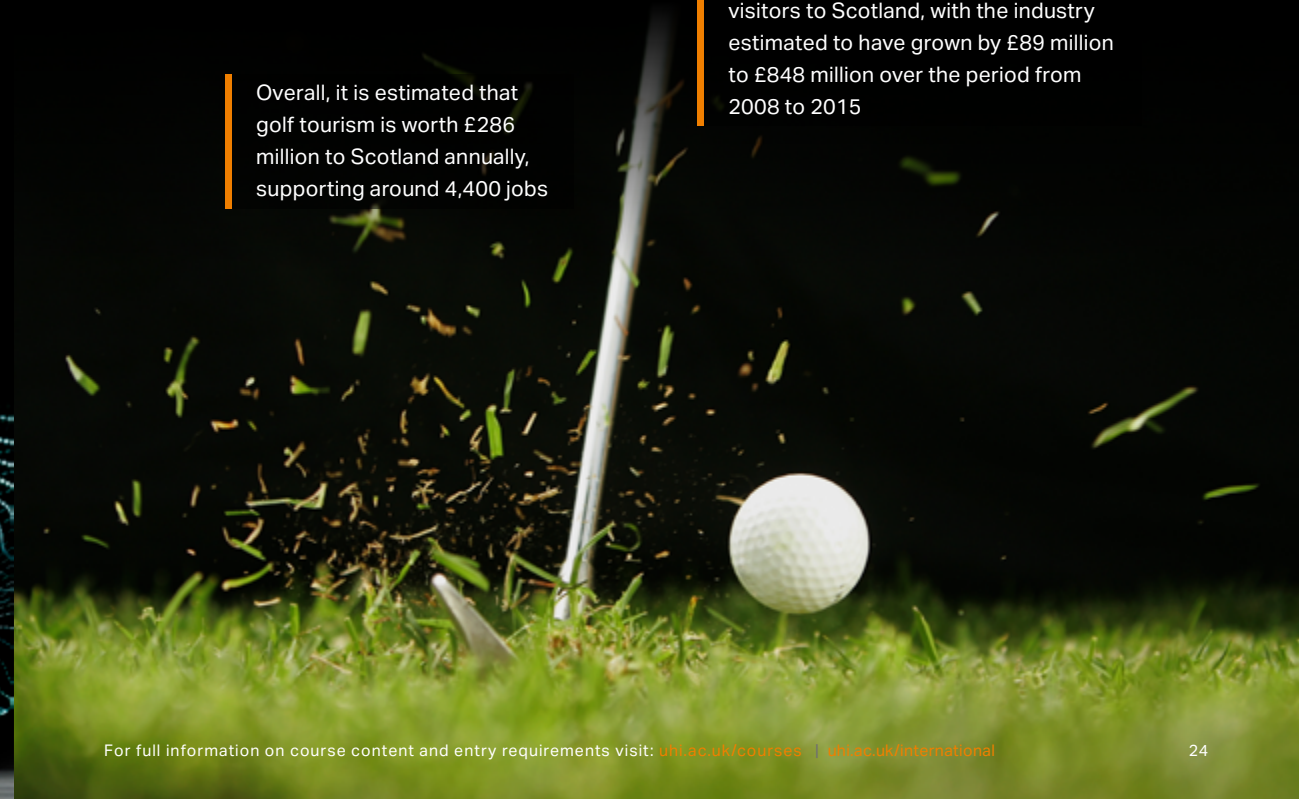 visitors to Scotland, with the industry
estimated to have grown by £89 million
to £848 million over the period from
2008 to 2015
Overall, it is estimated that
golf tourism is worth £286
million to Scotland annually,
supporting around 4,400 jobs
For full information on course content and entry requirements visit: uhi.ac.uk/courses | uhi.ac.uk/international
24